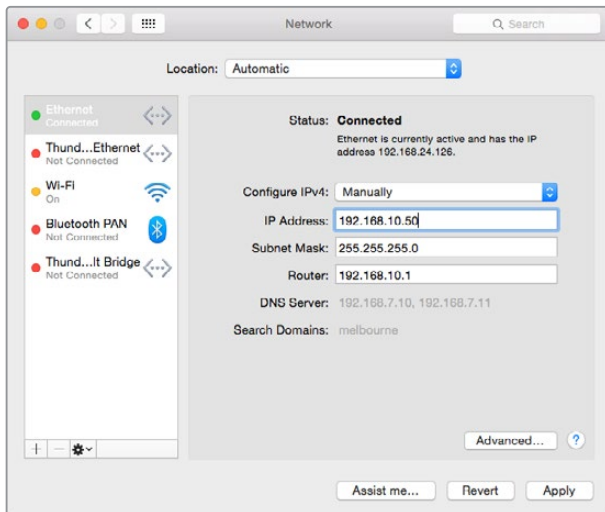 Network
Search
Location: Automatic
Ethernet
Connected
Thund...Ethernet
Not Connected
Wi-Fi
On
Bluetooth PAN
Not Connected
Thund...lt Bridge
Not Connected
Status: Connected
Ethernet is currently active and has the IP
address 192.168.24.126.
Configure IPv4: Manually
IP Address: 192.168.10.50
Subnet Mask: 255.255.255.0
Router: 192.168.10.1
DNS Server: 192.168.7.10, 192.168.7.11
Search Domains: melbourne
Advanced... ?
Assist me... Revert Apply